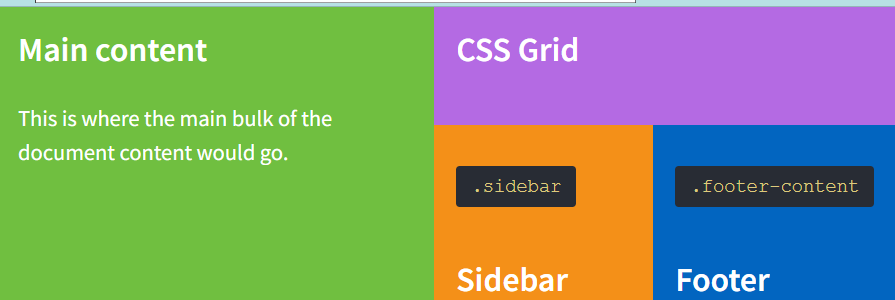 Main content
This is where the main bulk of the
document content would go.
CSS Grid
.sidebar
Sidebar
.footer-content
Footer